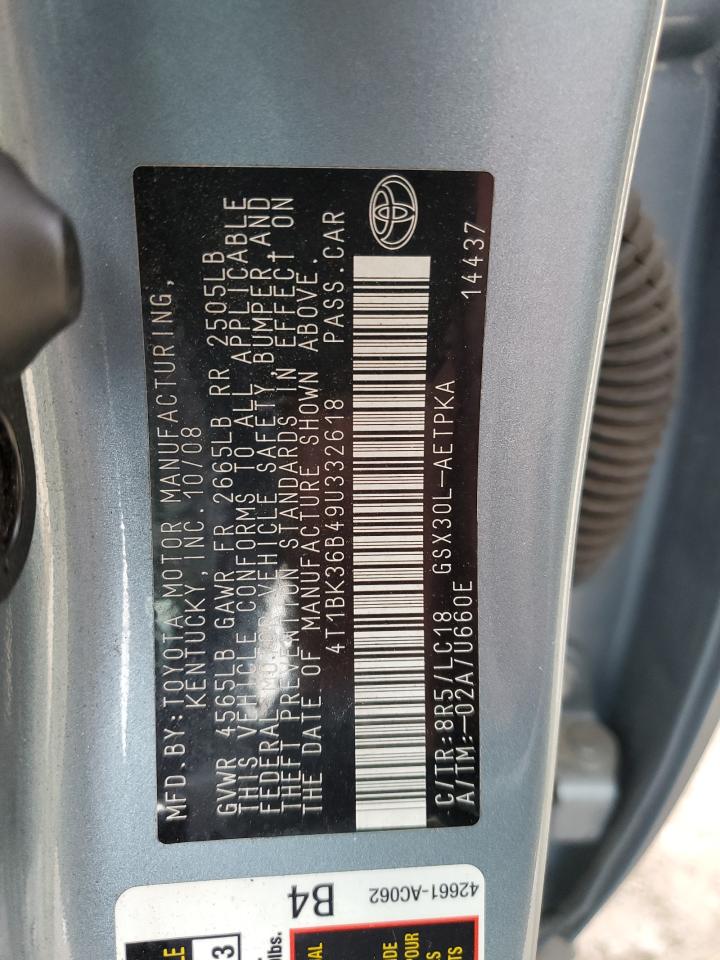 MFD.BY:TOYOTA MOTOR MANUFACTURING,
KENTUCKY,INC.10/08
GVWR 4565LB GAWR FR 2665LB RR 2505LB
THIS VEHICLE CONFORMS TO ALL APPLICABLE
FEDERAL MOTOR VEHICLE SAFETY,BUMPER AND
THEFT PREVENTION STANDARDS IN EFFECT ON
THE DATE OF MANUFACTURE SHOWN ABOVE.
4T1BK36B49U332618 PASS.CAR
C/TR:8R5/LC18 GSX30L-AETPKA 14437
A/TM:-02A/U660E
42661-AC062
B4
lbs.
3